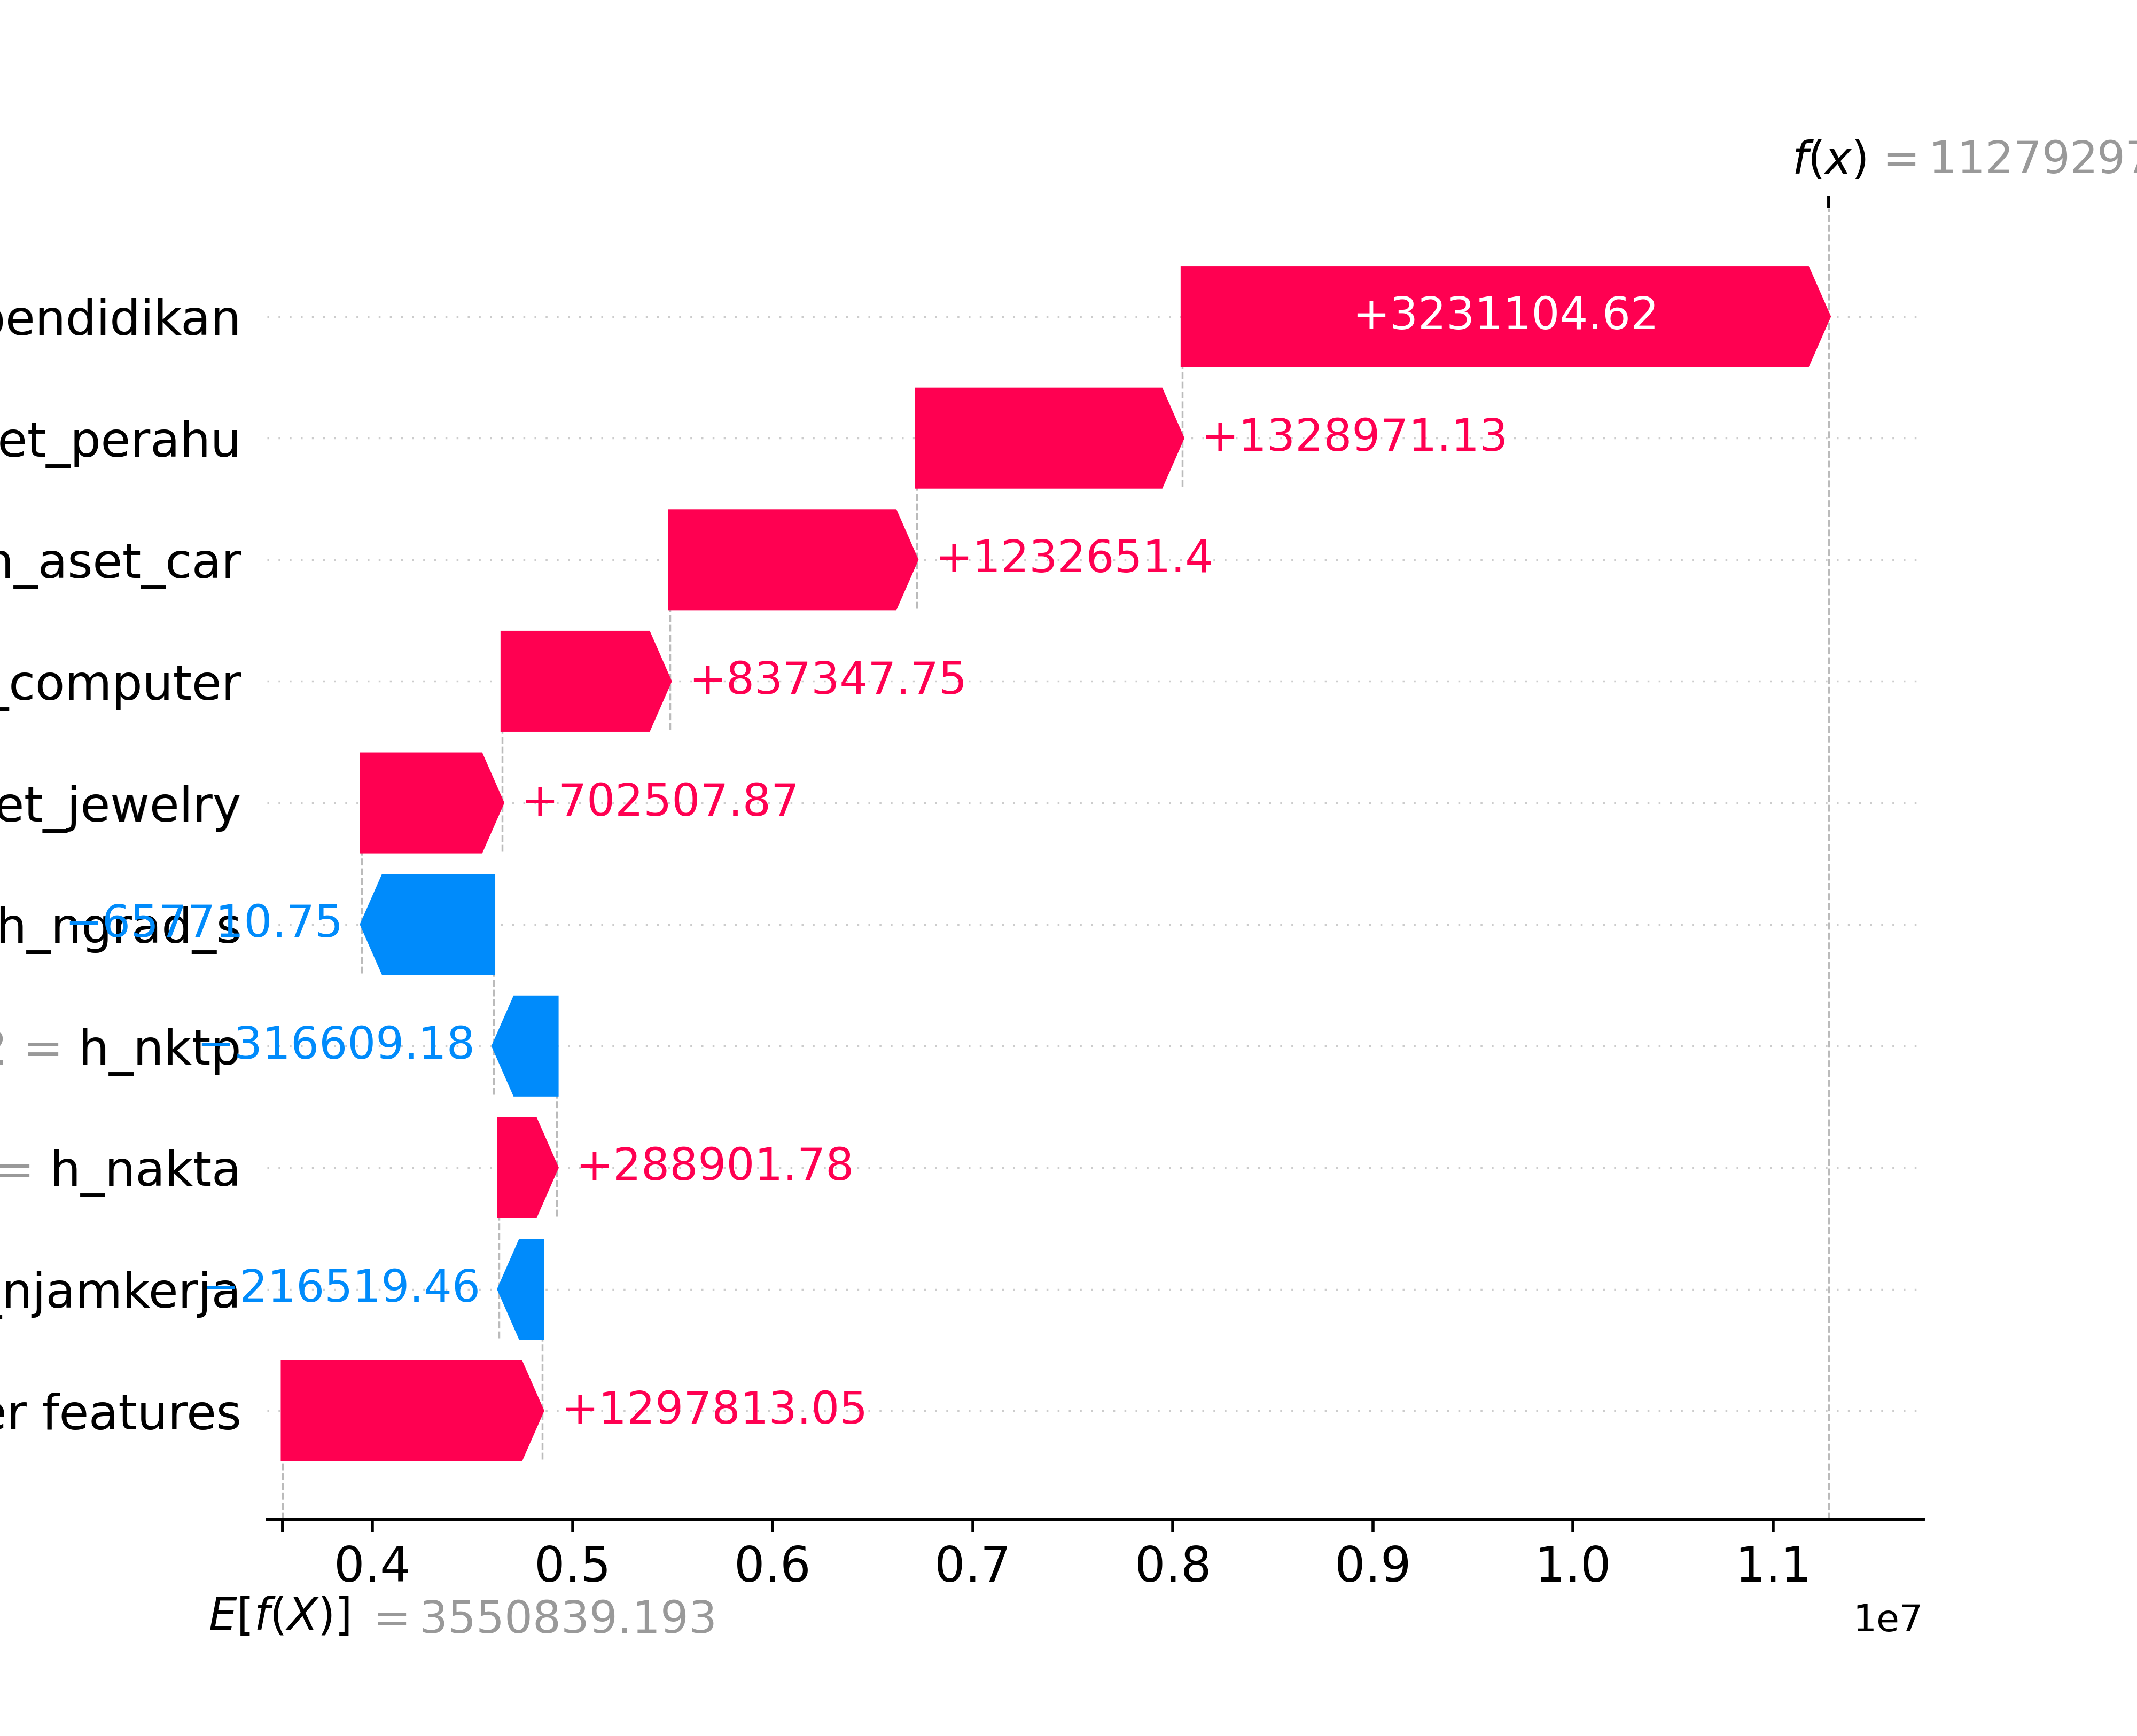 f(x) = 11279297
pendidikan
+3231104.62
et_perahu
+1328971.13
h_aset_car
+1232651.4
_computer
+837347.75
et_jewelry
+702507.87
h_ngrad_s
−657710.75
= h_nktp
−316609.18
= h_nakta
+288901.78
njamkerja
−216519.46
er features
+1297813.05
0.4 0.5 0.6 0.7 0.8 0.9 1.0 1.1
E[f(X)] = 3550839.193
1e7